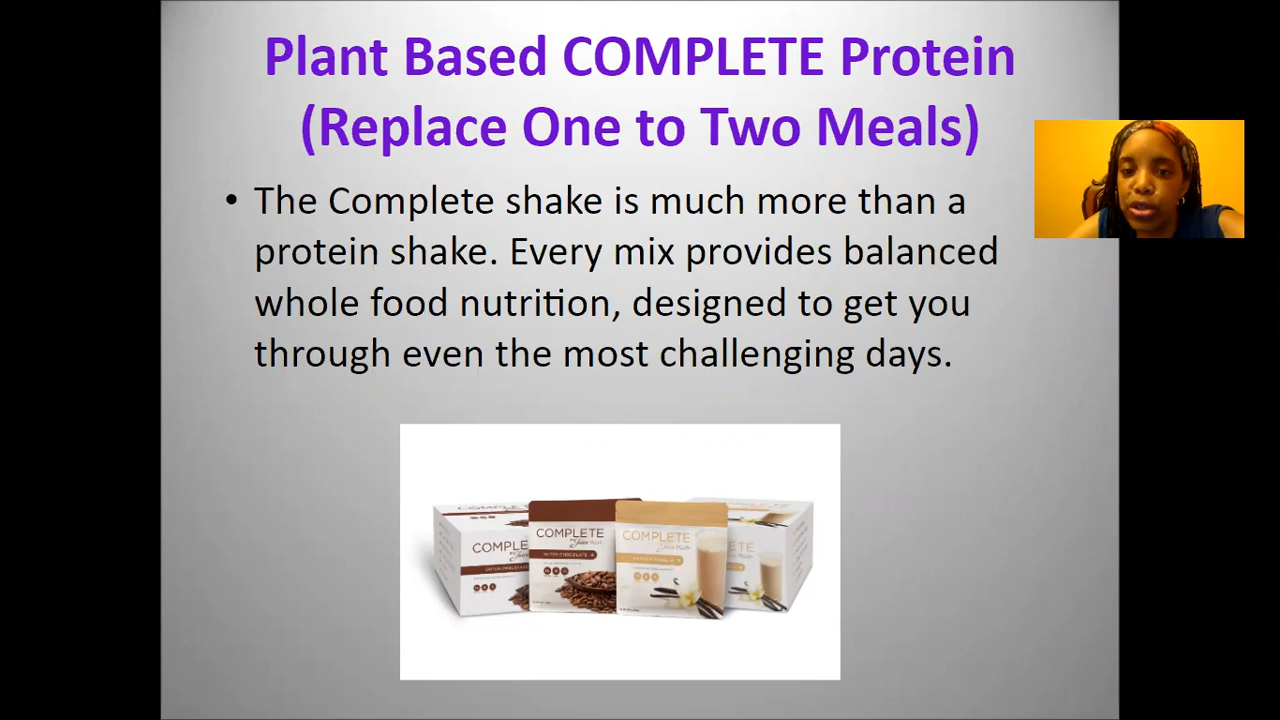 Plant Based COMPLETE Protein
(Replace One to Two Meals)
• The Complete shake is much more than a
protein shake. Every mix provides balanced
whole food nutrition, designed to get you
through even the most challenging days.
COMPLETE
COMPLETE